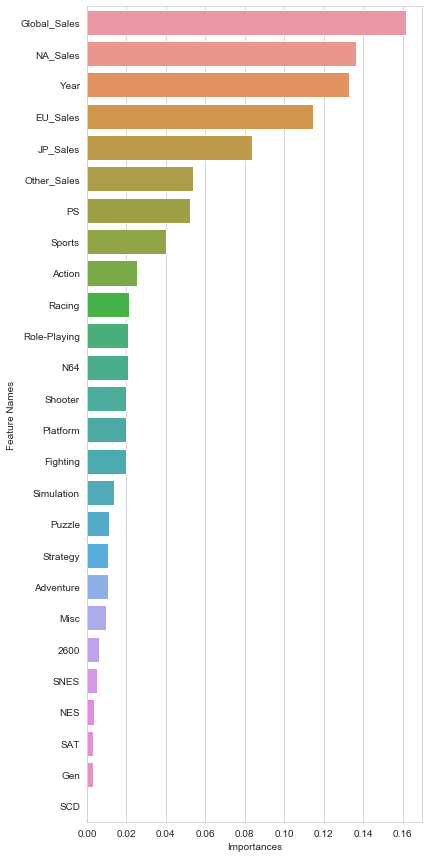 Global_Sales
NA_Sales
Year
EU_Sales
JP_Sales
Other_Sales
PS
Sports
Action
Racing
Role-Playing
N64
Shooter
Platform
Fighting
Simulation
Puzzle
Strategy
Adventure
Misc
2600
SNES
NES
SAT
Gen
SCD
Feature Names
0.00 0.02 0.04 0.06 0.08 0.10 0.12 0.14 0.16
Importances